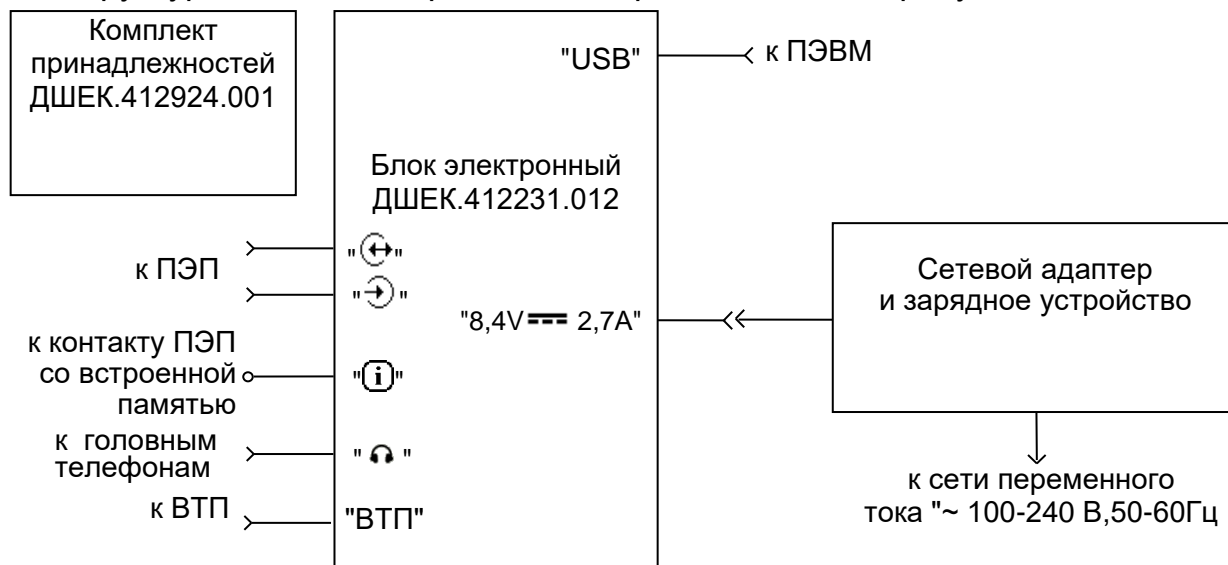 Комплект
принадлежностей
ДШЕК.412924.001
"USB"
к ПЭВМ
Блок электронный
ДШЕК.412231.012
к ПЭП
"8,4V 2,7А"
Сетевой адаптер
и зарядное устройство
к контакту ПЭП
со встроенной
памятью
"i"
к головным
телефонам
к ВТП
"ВТП"
к сети переменного
тока "~ 100-240 В,50-60Гц